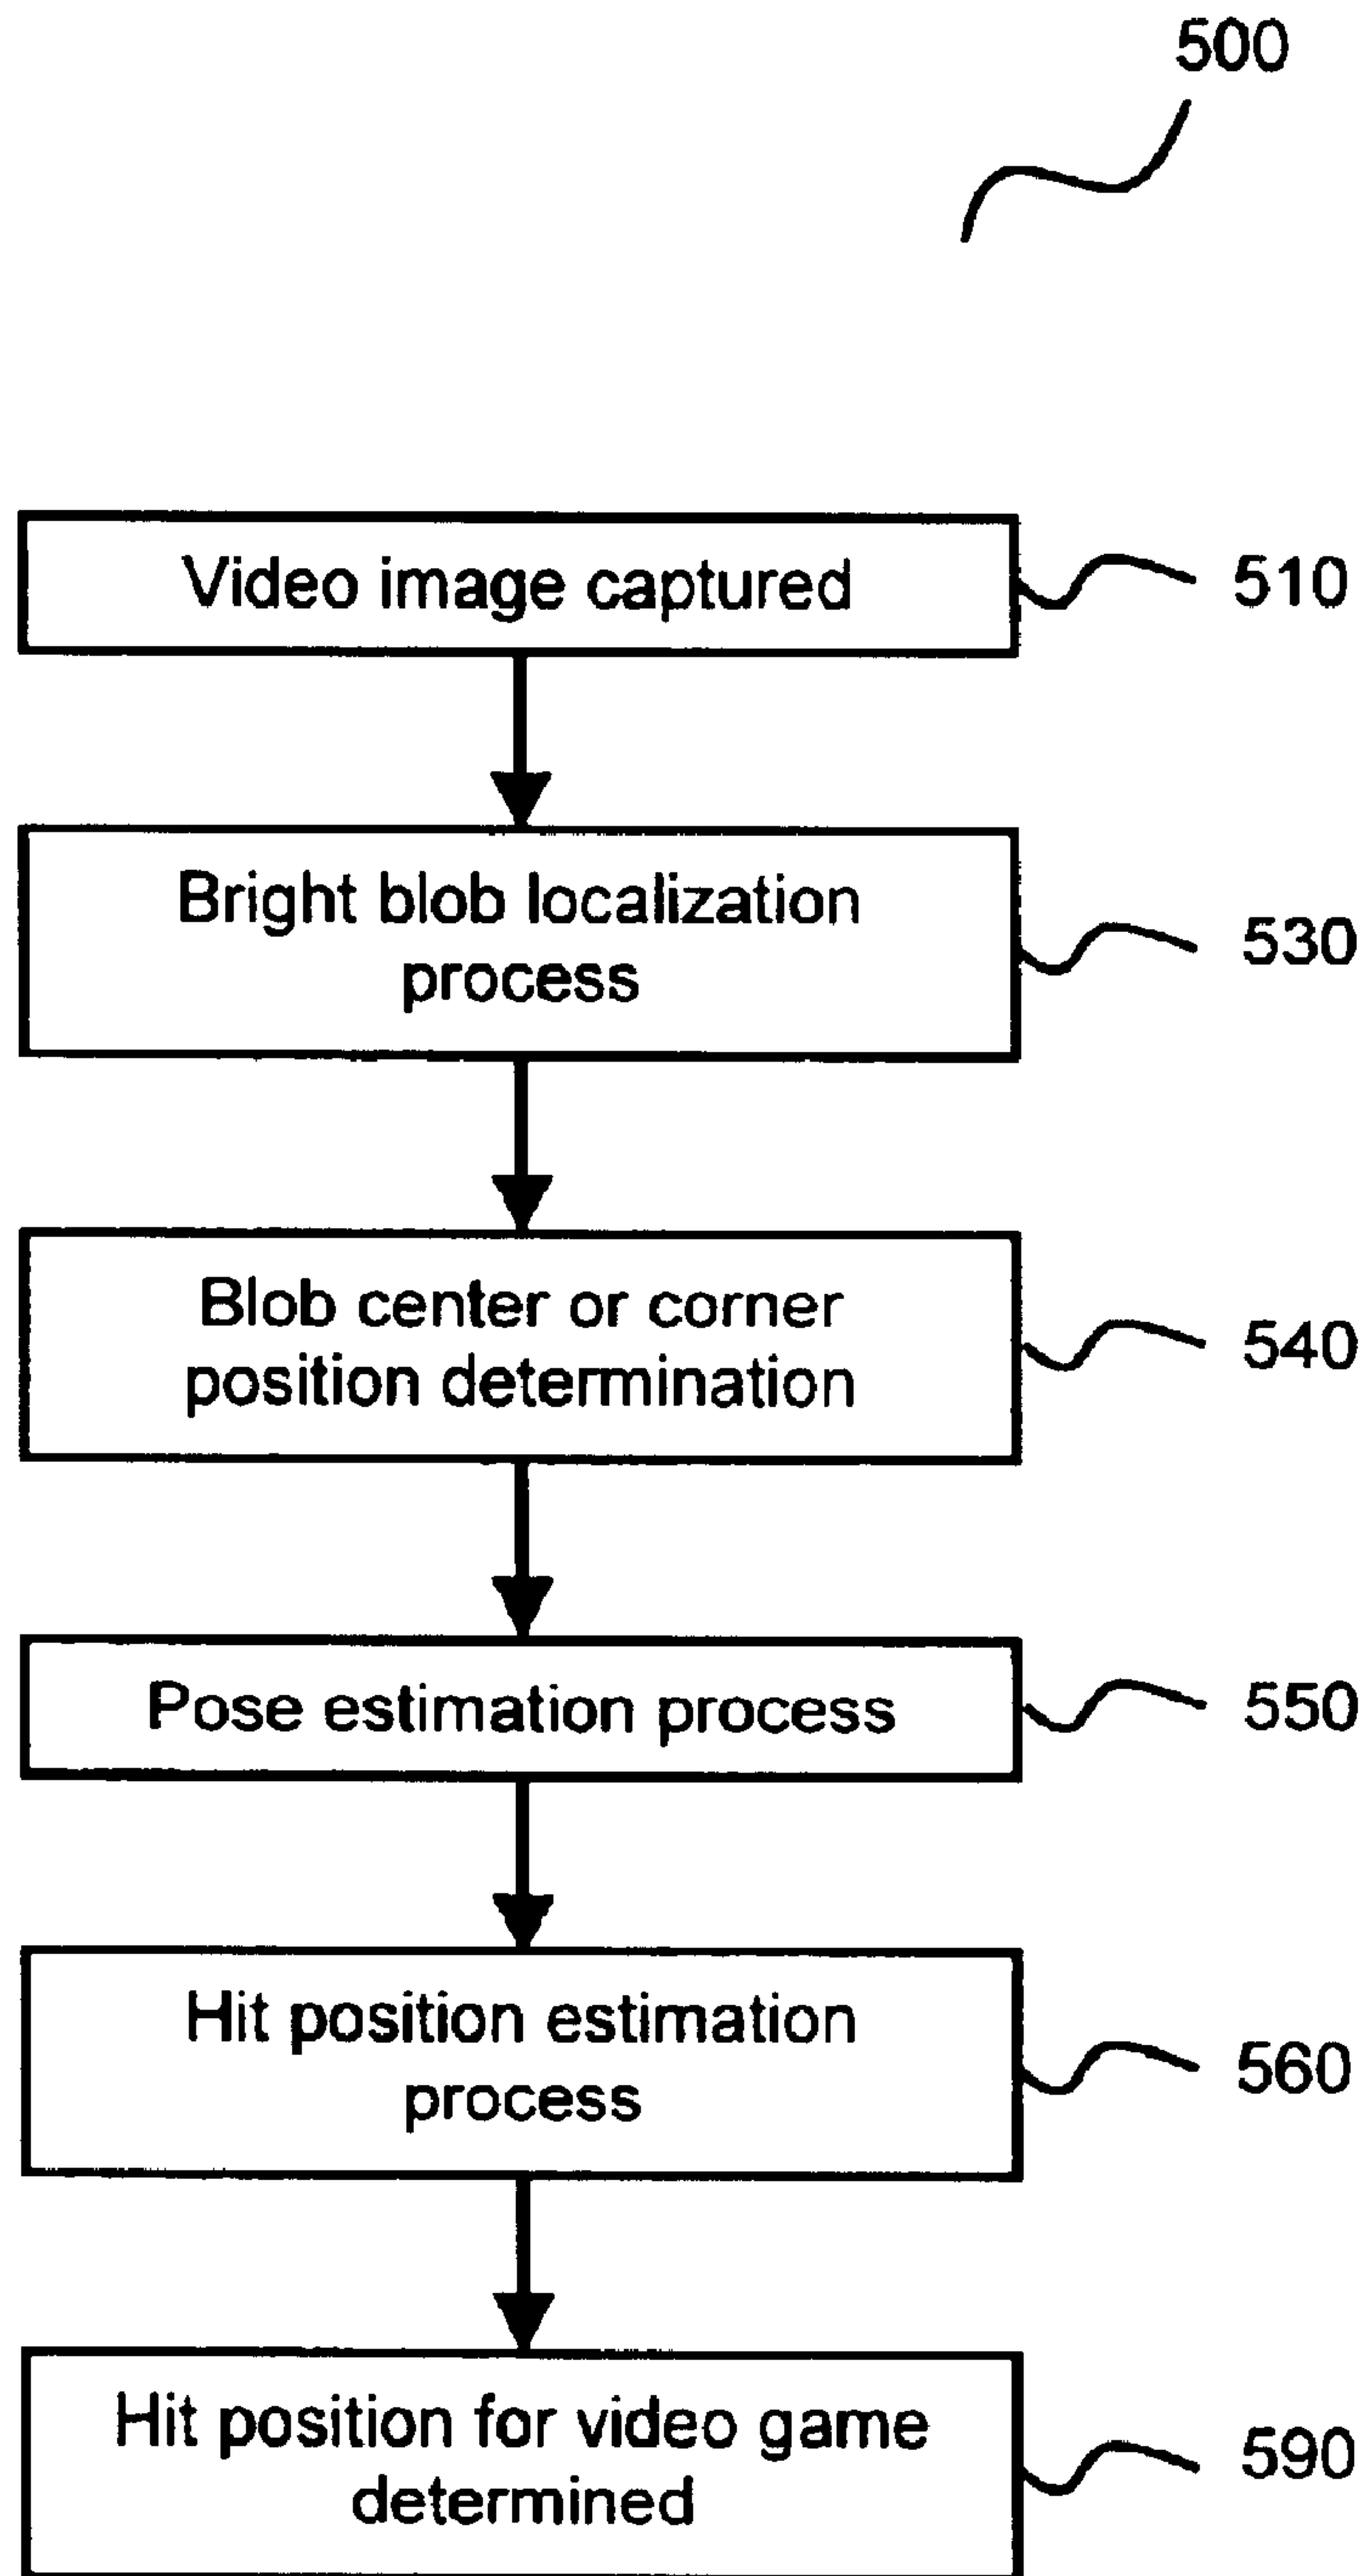 500
Video image captured
510
Bright blob localization
process
530
Blob center or corner
position determination
540
Pose estimation process
550
Hit position estimation
process
560
Hit position for video game
determined
590